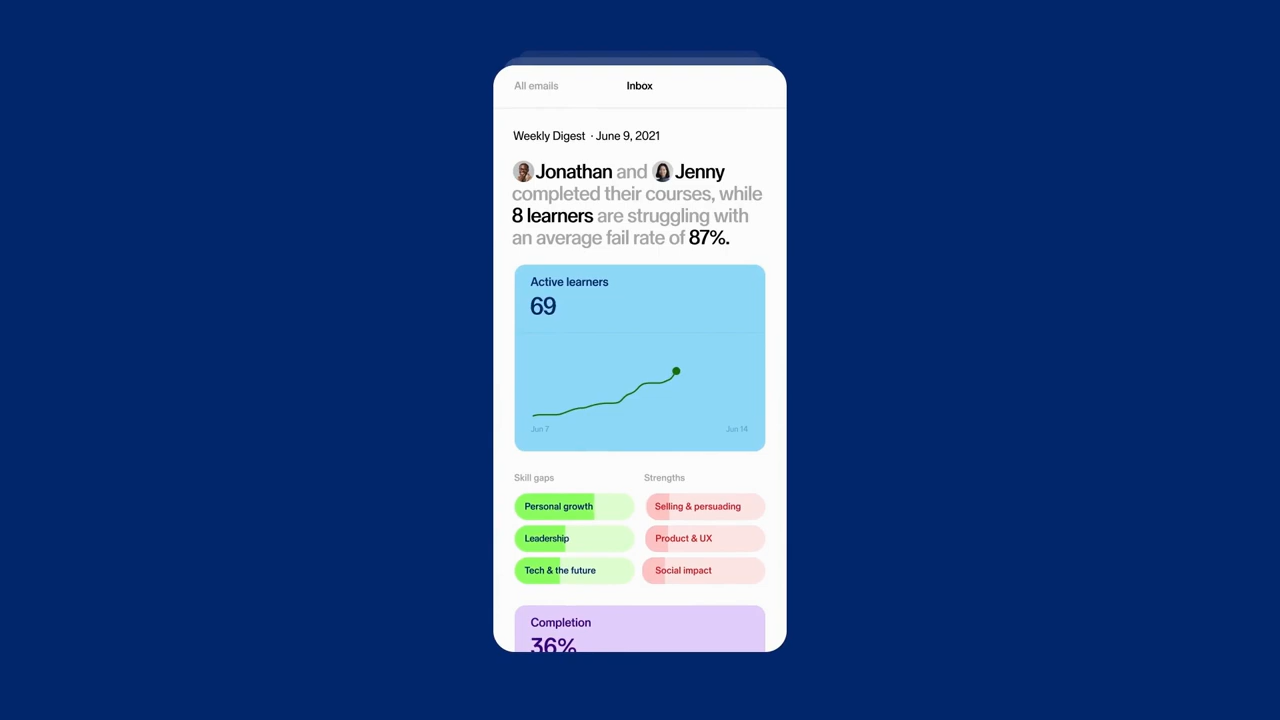 All emails Inbox
Weekly Digest · June 9, 2021
Jonathan and Jenny
completed their courses, while
8 learners are struggling with
an average fail rate of 87%.
Active learners
69
Jun 7 Jun 14
Skill gaps Strengths
Personal growth Selling & persuading
Leadership Product & UX
Tech & the future Social impact
Completion
36%